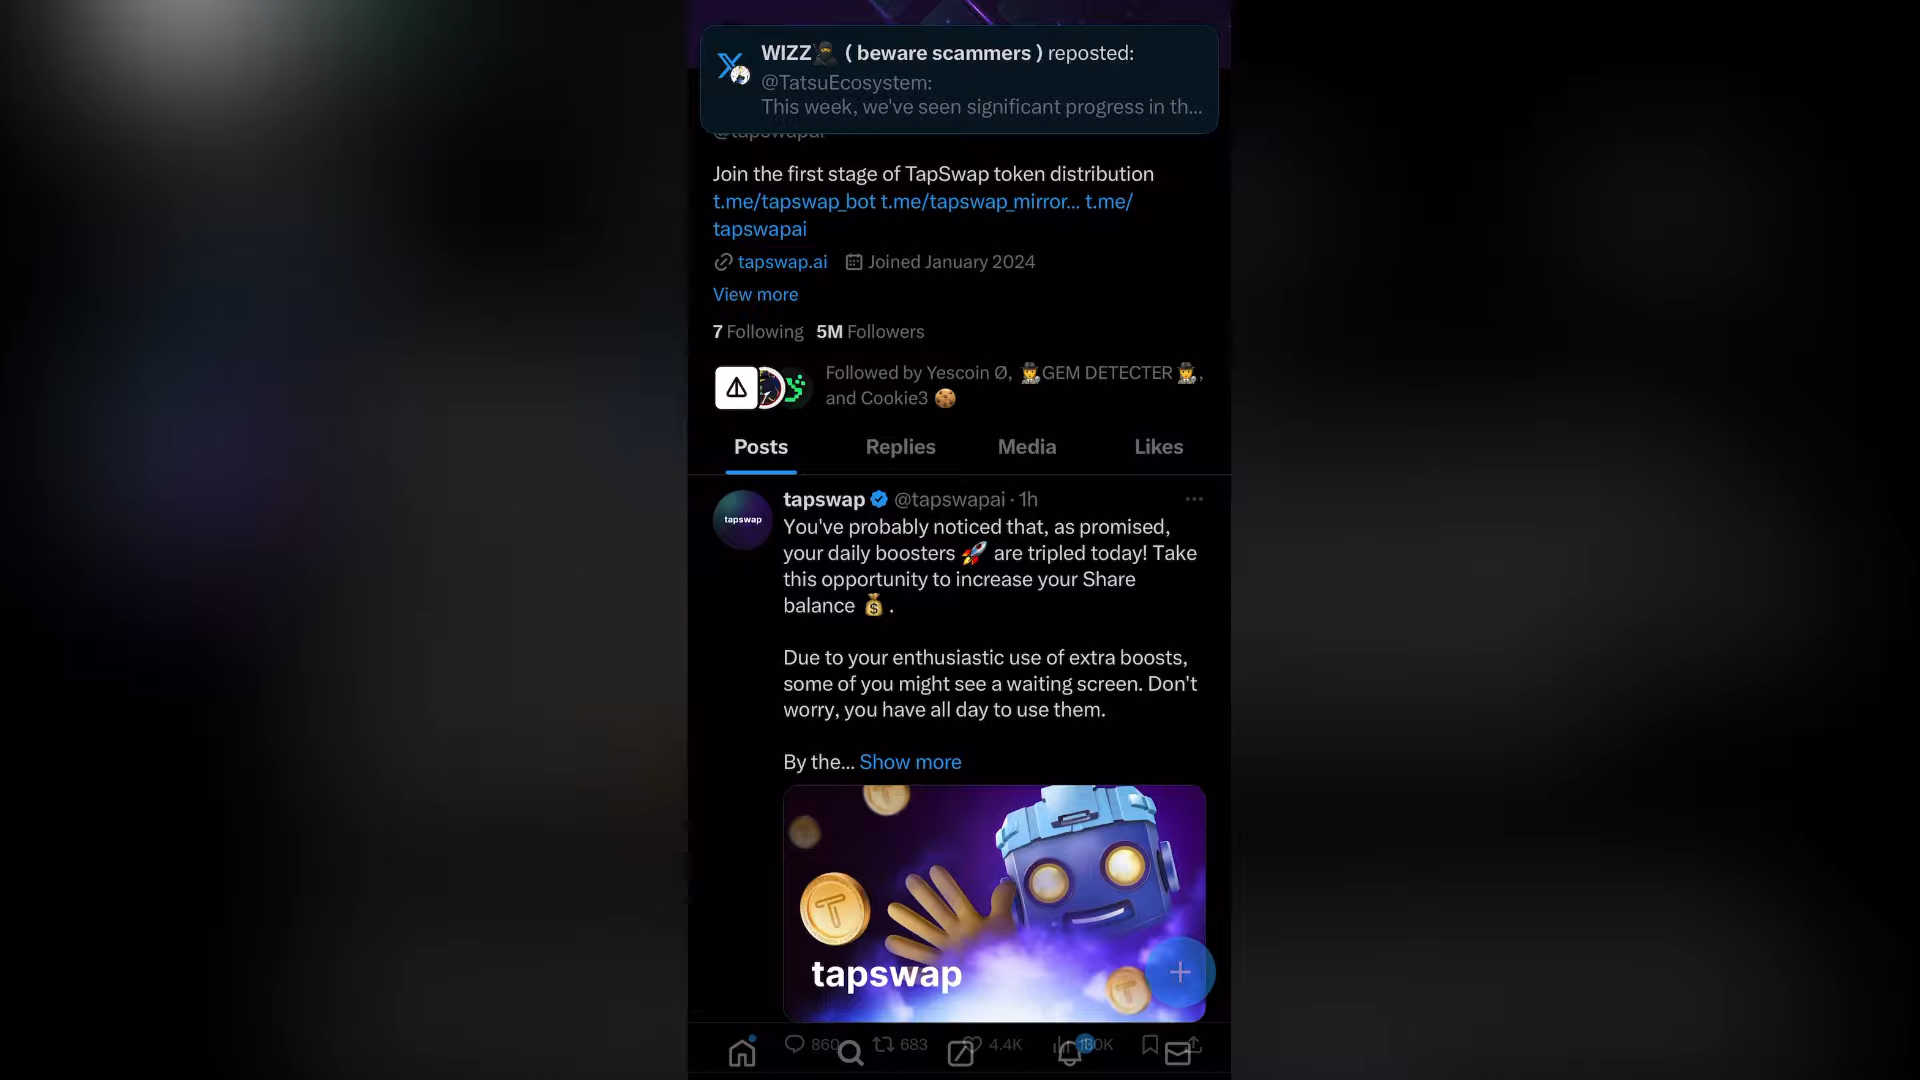 WIZZ🥷 ( beware scammers ) reposted:
@TatsuEcosystem:
This week, we've seen significant progress in th...
@tapswapai
Join the first stage of TapSwap token distribution
t.me/tapswap_bot t.me/tapswap_mirror... t.me/
tapswapai
tapswap.ai Joined January 2024
View more
7 Following 5M Followers
Followed by Yescoin Ø, 🕵️GEM DETECTER 🕵️,
and Cookie3 🍪
Posts Replies Media Likes
tapswap @tapswapai · 1h
tapswap
You've probably noticed that, as promised,
your daily boosters 🚀 are tripled today! Take
this opportunity to increase your Share
balance 💰 .
Due to your enthusiastic use of extra boosts,
some of you might see a waiting screen. Don't
worry, you have all day to use them.
By the... Show more
tapswap
860 683 4.4K